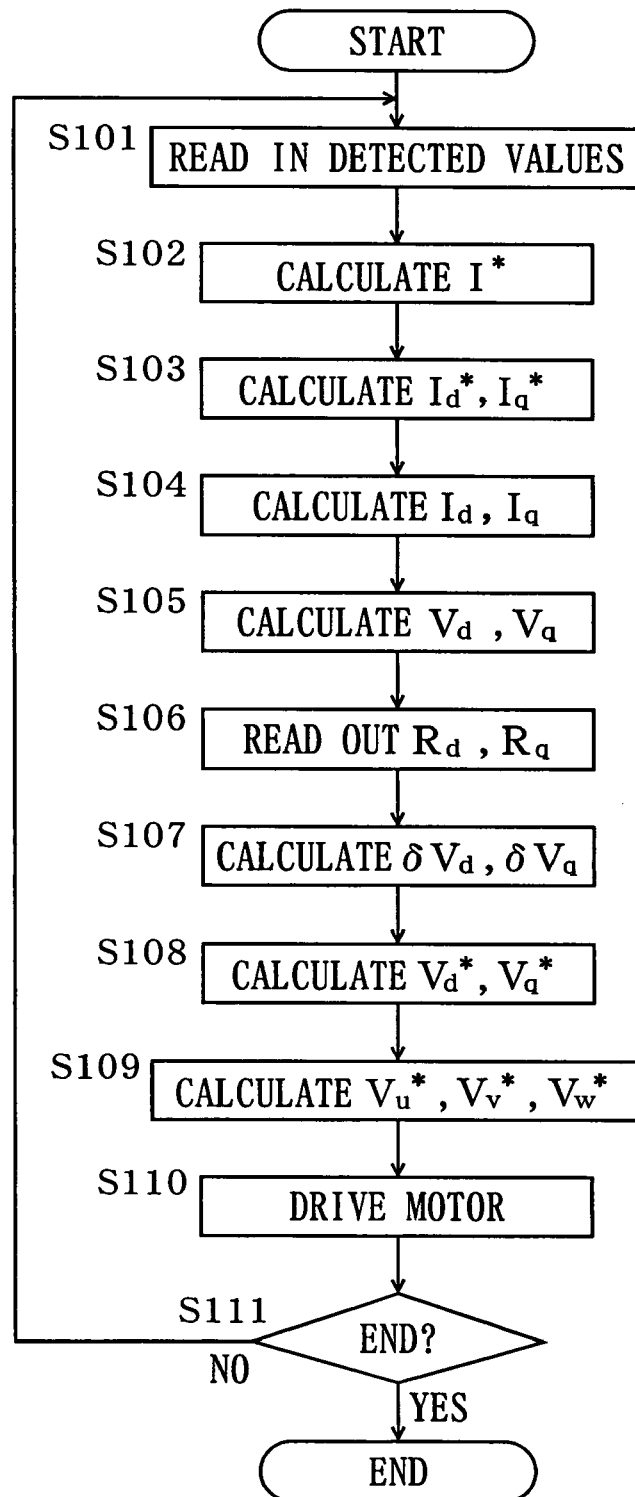 START
S101
READ IN DETECTED VALUES
S102
CALCULATE I*
S103
CALCULATE Id*, Iq*
S104
CALCULATE Id, Iq
S105
CALCULATE Vd, Vq
S106
READ OUT Rd, Rq
S107
CALCULATE δVd, δVq
S108
CALCULATE Vd*, Vq*
S109
CALCULATE Vu*, Vv*, Vw*
S110
DRIVE MOTOR
S111
END?
NO
YES
END